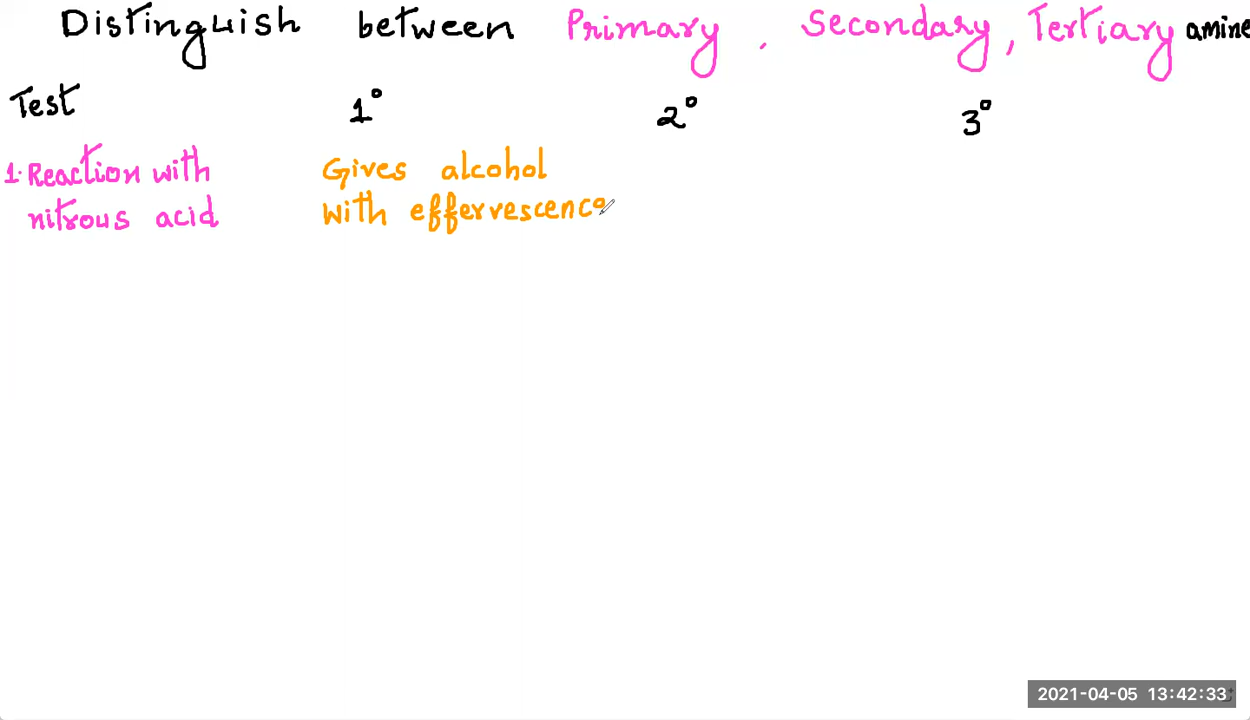 Distinguish between Primary, Secondary, Tertiary amine
Test 1° 2° 3°
1. Reaction with Gives alcohol
nitrous acid with effervescence
2021-04-05 13:42:33